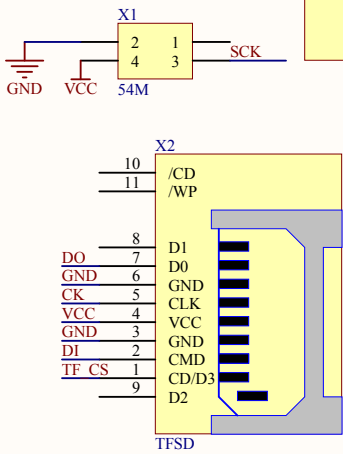 X1
2 1
4 3 SCK
GND VCC 54M
X2
10 /CD
11 /WP
8 D1
DO 7 D0
GND 6 GND
CK 5 CLK
VCC 4 VCC
GND 3 GND
DI 2 CMD
TF_CS 1 CD/D3
9 D2
TFSD